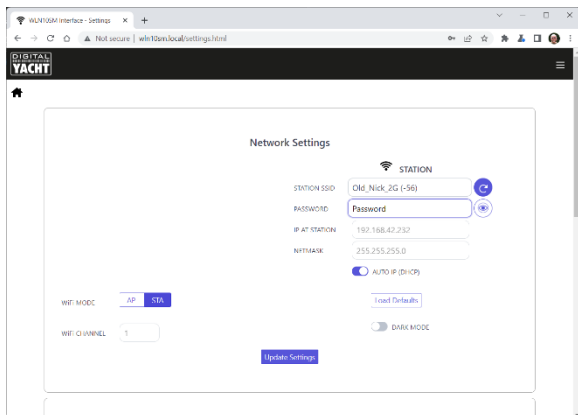 WLN10SM Interface - Settings
Not secure | wln10sm.local/settings.html
DIGITAL
YACHT
Network Settings
STATION
STATION SSID Old_Nick_2G (-56)
PASSWORD Password
IP AT STATION 192.168.42.232
NETMASK 255.255.255.0
AUTO IP (DHCP)
WiFi MODE AP STA Load Defaults
DARK MODE
WiFi CHANNEL 1
Update Settings